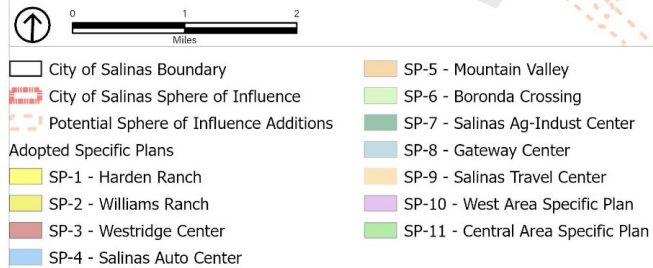 0 1 2
Miles
City of Salinas Boundary
City of Salinas Sphere of Influence
Potential Sphere of Influence Additions
Adopted Specific Plans
SP-1 - Harden Ranch
SP-2 - Williams Ranch
SP-3 - Westridge Center
SP-4 - Salinas Auto Center
SP-5 - Mountain Valley
SP-6 - Boronda Crossing
SP-7 - Salinas Ag-Indust Center
SP-8 - Gateway Center
SP-9 - Salinas Travel Center
SP-10 - West Area Specific Plan
SP-11 - Central Area Specific Plan